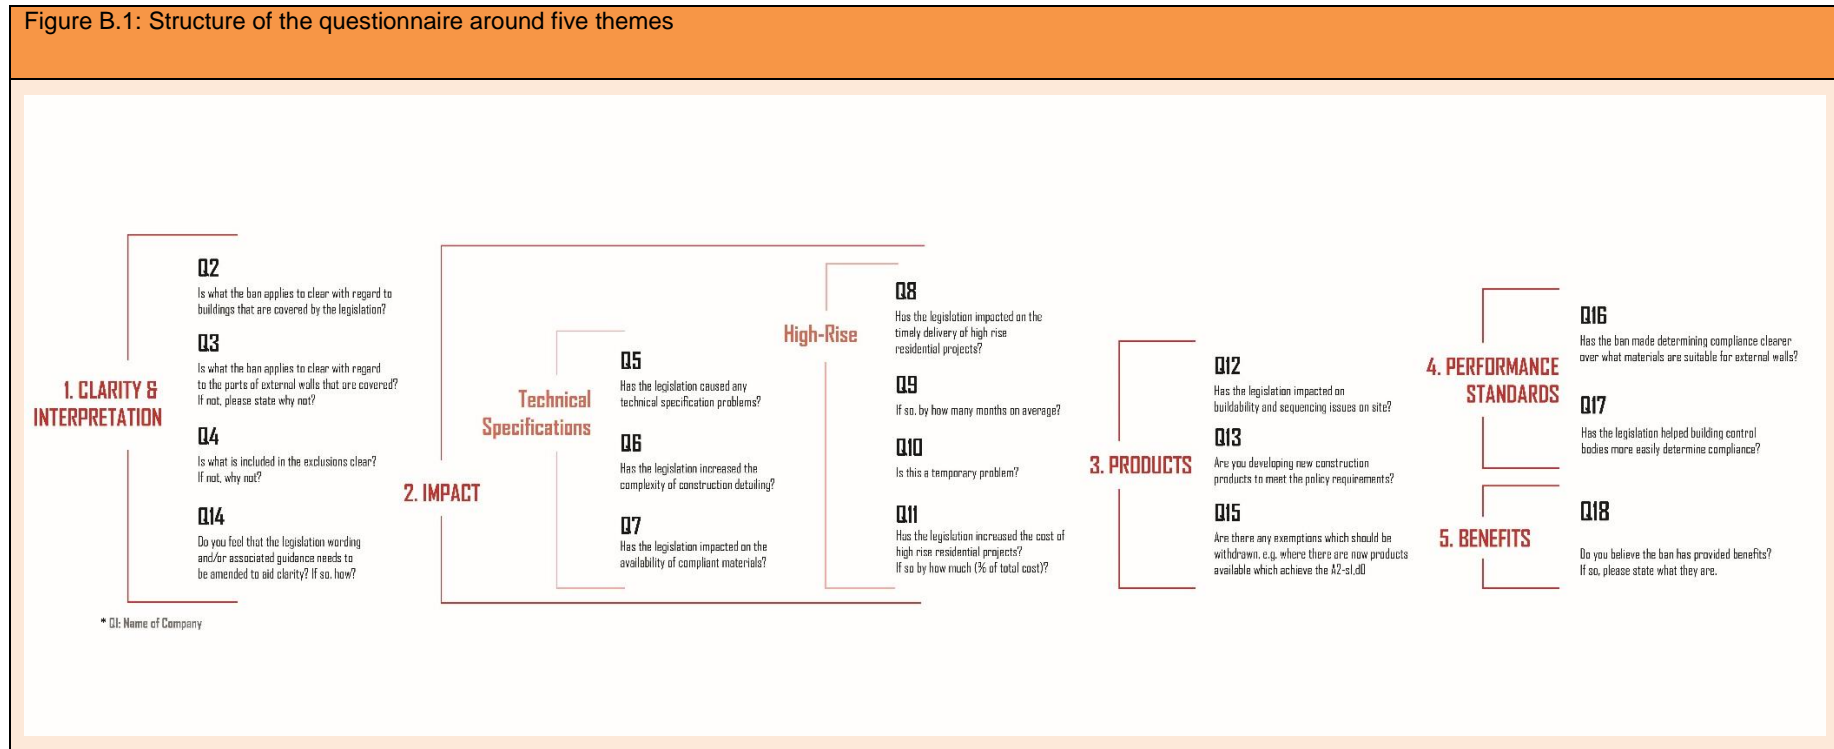 Figure B.1: Structure of the questionnaire around five themes
1. CLARITY &
INTERPRETATION
Q2
Is what the ban applies to clear with regard to
buildings that are covered by the legislation?
Q3
Is what the ban applies to clear with regard
to the parts of external walls that are covered?
If not, please state why not?
Q4
Is what is included in the exclusions clear?
If not, why not?
Q14
Do you feel that the legislation wording
and/or associated guidance needs to
be amended to aid clarity? If so, how?
* Q1: Name of Company
2. IMPACT
Technical
Specifications
Q5
Has the legislation caused any
technical specification problems?
Q6
Has the legislation increased the
complexity of construction detailing?
Q7
Has the legislation impacted on the
availability of compliant materials?
High-Rise
Q8
Has the legislation impacted on the
timely delivery of high rise
residential projects?
Q9
If so, by how many months on average?
Q10
Is this a temporary problem?
Q11
Has the legislation increased the cost of
high rise residential projects?
If so by how much (% of total cost)?
3. PRODUCTS
Q12
Has the legislation impacted on
buildability and sequencing issues on site?
Q13
Are you developing new construction
products to meet the policy requirements?
Q15
Are there any exemptions which should be
withdrawn, e.g. where there are now products
available which achieve the A2-s1,d0
4. PERFORMANCE
STANDARDS
Q16
Has the ban made determining compliance clearer
over what materials are suitable for external walls?
Q17
Has the legislation helped building control
bodies more easily determine compliance?
5. BENEFITS
Q18
Do you believe the ban has provided benefits?
If so, please state what they are.